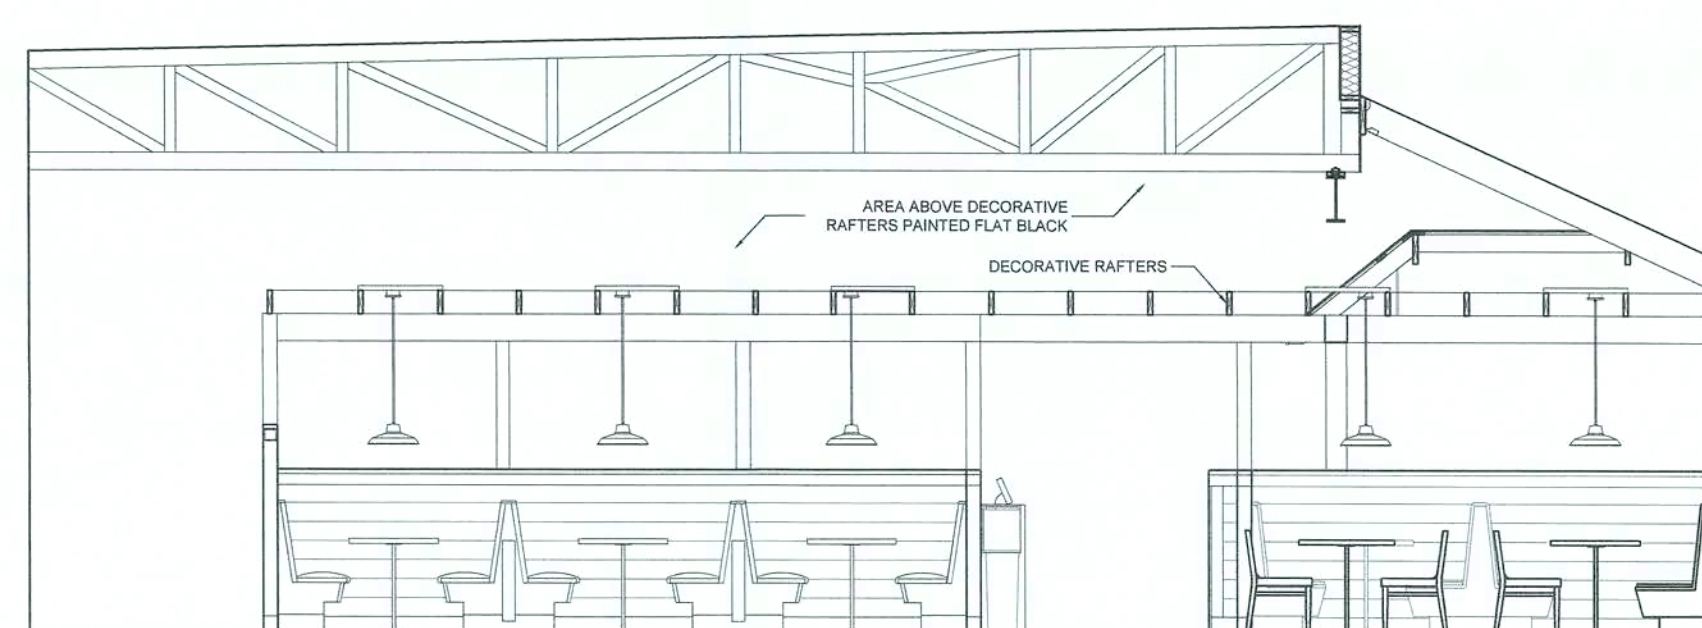 AREA ABOVE DECORATIVE
RAFTERS PAINTED FLAT BLACK
DECORATIVE RAFTERS